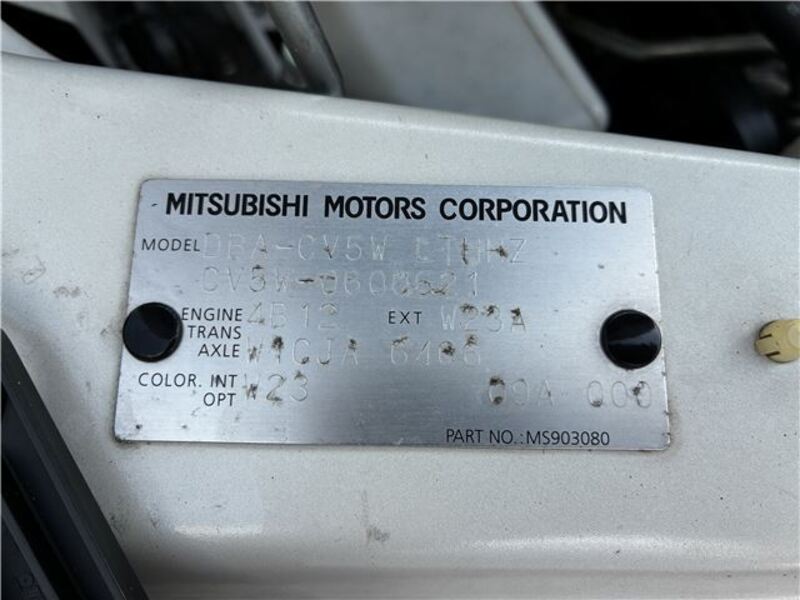 MITSUBISHI MOTORS CORPORATION
MODEL DBA-CV5W LTHHZ
CV5W-0608621
ENGINE 4B12 EXT W23A
TRANS
AXLE W1CJA 6466
COLOR. INT W23 09A 000
OPT
PART NO.:MS903080